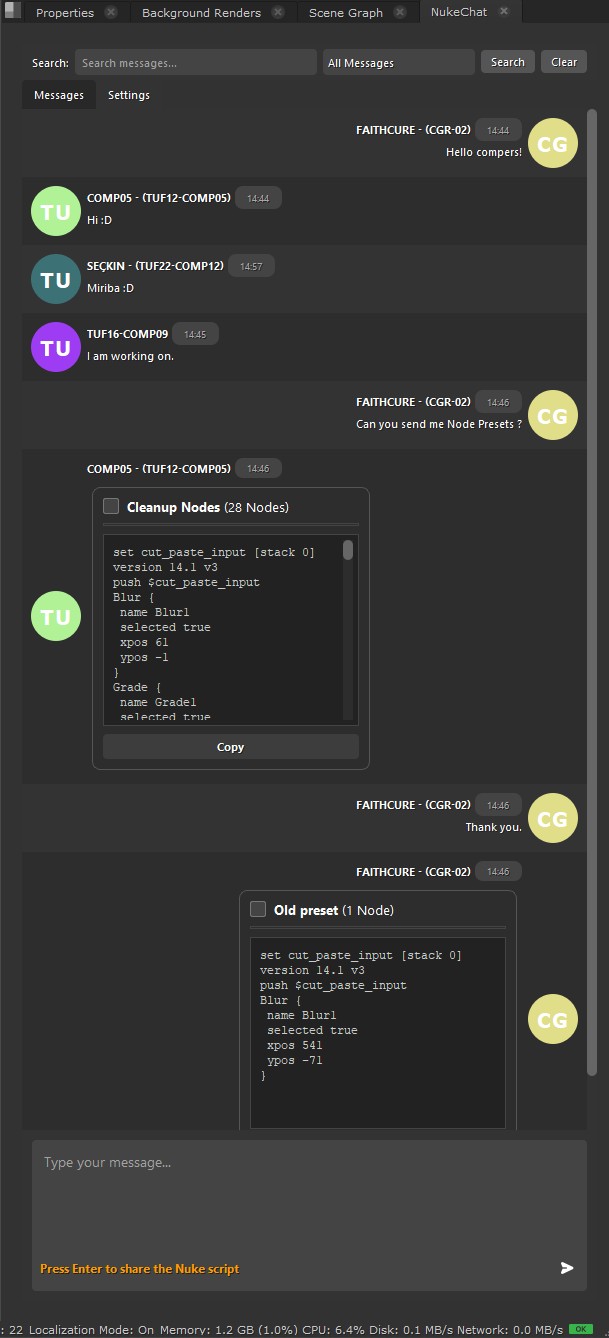 Properties Background Renders Scene Graph NukeChat
Search: Search messages... All Messages Search Clear
Messages Settings
FAITHCURE - (CGR-02) 14:44
Hello compers!
CG
COMP05 - (TUF12-COMP05) 14:44
Hi :D
TU
SEÇKIN - (TUF22-COMP12) 14:57
Miriba :D
TU
TUF16-COMP09 14:45
I am working on.
TU
FAITHCURE - (CGR-02) 14:46
Can you send me Node Presets ?
CG
COMP05 - (TUF12-COMP05) 14:46
Cleanup Nodes (28 Nodes)
set cut_paste_input [stack 0]
version 14.1 v3
push $cut_paste_input
Blur {
name Blur1
selected true
xpos 61
ypos -1
}
Grade {
name Grade1
selected true
TU
Copy
FAITHCURE - (CGR-02) 14:46
Thank you.
CG
FAITHCURE - (CGR-02) 14:46
Old preset (1 Node)
set cut_paste_input [stack 0]
version 14.1 v3
push $cut_paste_input
Blur {
name Blur1
selected true
xpos 541
ypos -71
}
CG
Type your message...
Press Enter to share the Nuke script
: 22 Localization Mode: On Memory: 1.2 GB (1.0%) CPU: 6.4% Disk: 0.1 MB/s Network: 0.0 MB/s OK